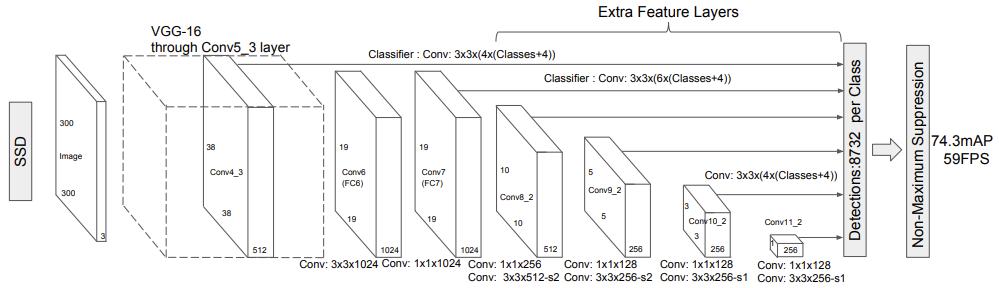 Extra Feature Layers
VGG-16
through Conv5_3 layer
Classifier : Conv: 3x3x(4x(Classes+4))
Classifier : Conv: 3x3x(6x(Classes+4))
SSD
300
Image
300
3
38
Conv4_3
38
512
19
Conv6
(FC6)
19
1024
19
Conv7
(FC7)
19
1024
10
Conv8_2
10
512
5
Conv9_2
5
256
Conv: 3x3x(4x(Classes+4))
3
Conv10_2
3
256
Conv11_2
1
256
Detections:8732 per Class
Non-Maximum Suppression
74.3mAP
59FPS
Conv: 3x3x1024
Conv: 1x1x1024
Conv: 1x1x256
Conv: 3x3x512-s2
Conv: 1x1x128
Conv: 3x3x256-s2
Conv: 1x1x128
Conv: 3x3x256-s1
Conv: 1x1x128
Conv: 3x3x256-s1